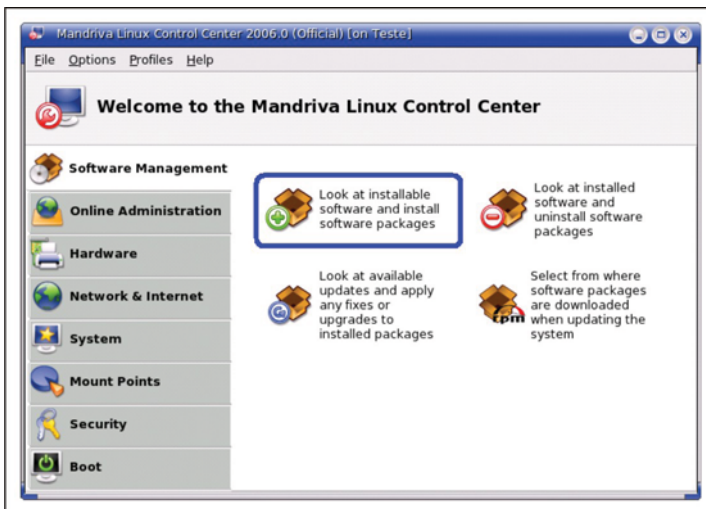 Mandriva Linux Control Center 2006.0 (Official) [on Teste]
File Options Profiles Help
Welcome to the Mandriva Linux Control Center
Software Management
Online Administration
Hardware
Network & Internet
System
Mount Points
Security
Boot
Look at installable
software and install
software packages
Look at installed
software and
uninstall software
packages
Look at available
updates and apply
any fixes or
upgrades to
installed packages
Select from where
software packages
are downloaded
when updating the
system
rpm